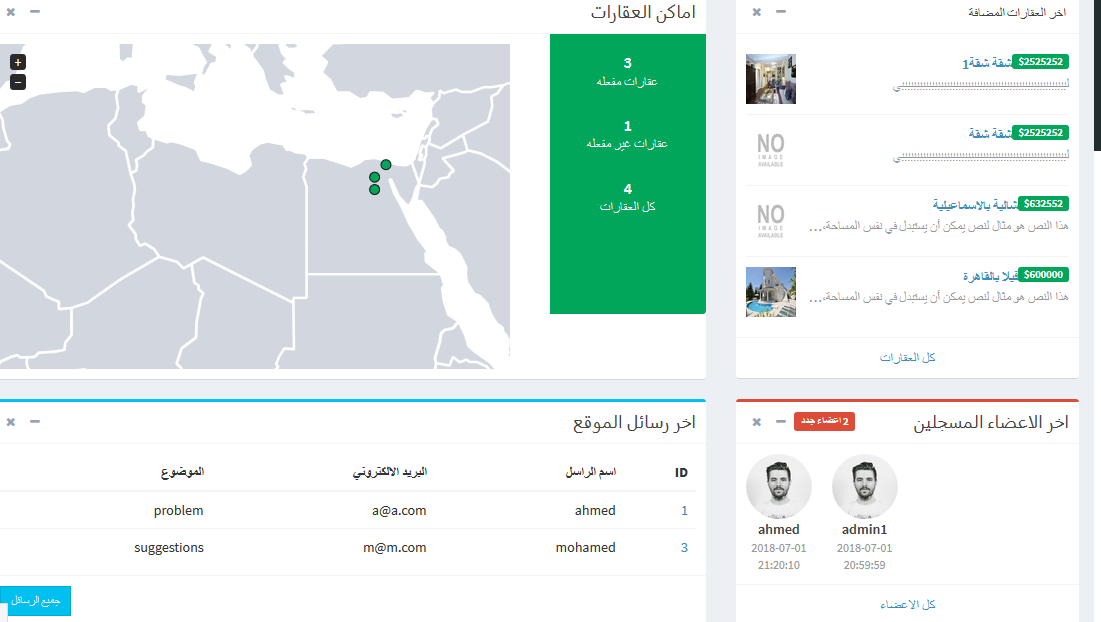 اخر العقارات المضافة
شقة شقة1 $2525252
شقة شقة $2525252
NO
IMAGE
AVAILABLE
شالية بالاسماعيلية $632552
هذا النص هو مثال لنص يمكن أن يستبدل في نفس المساحة،...
NO
IMAGE
AVAILABLE
فيلا بالقاهرة $600000
هذا النص هو مثال لنص يمكن أن يستبدل في نفس المساحة،...
كل العقارات
اماكن العقارات
3
عقارات مفعله
1
عقارات غير مفعله
4
كل العقارات
+
−
اخر الاعضاء المسجلين
2 اعضاء جدد
admin1
2018-07-01
20:59:59
ahmed
2018-07-01
21:20:10
كل الاعضاء
اخر رسائل الموقع
ID اسم الراسل البريد الالكتروني الموضوع
1 ahmed a@a.com problem
3 mohamed m@m.com suggestions
جميع الرسائل